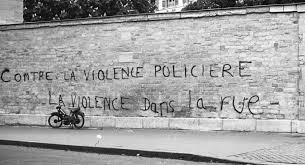 CONTRE. LA VIOLENCE POLICIERE
LA VIOLENCE Dans la rue -